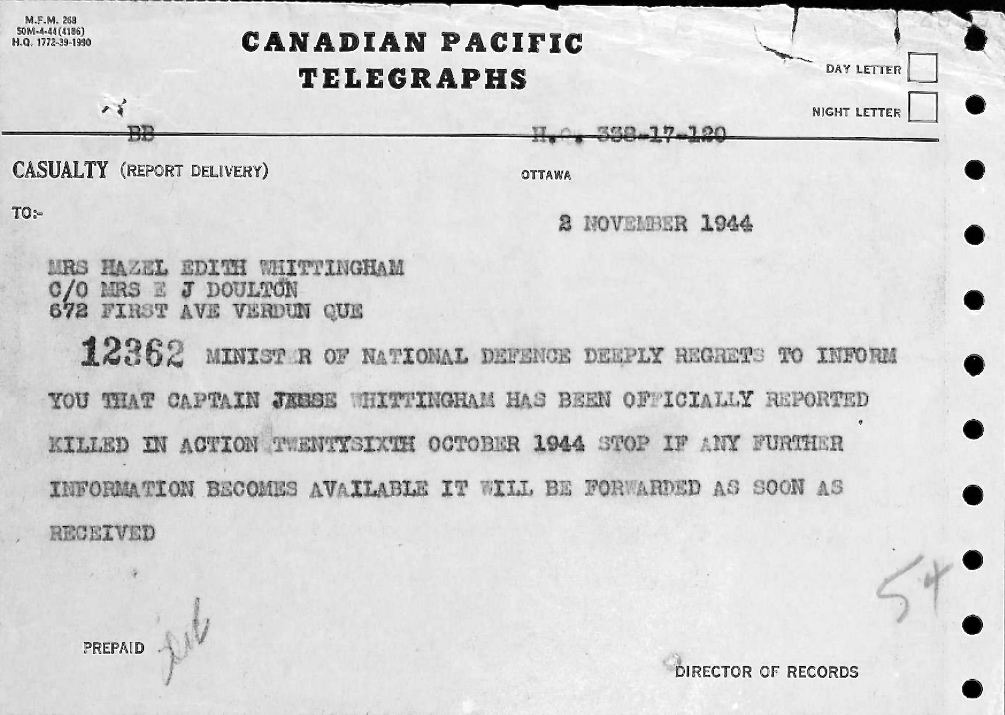 M.F.M. 268
50M-4-44 (4186)
H.Q. 1772-39-1990
CANADIAN PACIFIC
TELEGRAPHS
DAY LETTER
NIGHT LETTER
BB H.Q. 338-17-120
CASUALTY (REPORT DELIVERY) OTTAWA
TO:-
2 NOVEMBER 1944
MRS HAZEL EDITH WHITTINGHAM
C/O MRS E J DOULTON
672 FIRST AVE VERDUN QUE
12362 MINISTER OF NATIONAL DEFENCE DEEPLY REGRETS TO INFORM
YOU THAT CAPTAIN JESSE WHITTINGHAM HAS BEEN OFFICIALLY REPORTED
KILLED IN ACTION TWENTYSIXTH OCTOBER 1944 STOP IF ANY FURTHER
INFORMATION BECOMES AVAILABLE IT WILL BE FORWARDED AS SOON AS
RECEIVED
54
PREPAID
DIRECTOR OF RECORDS